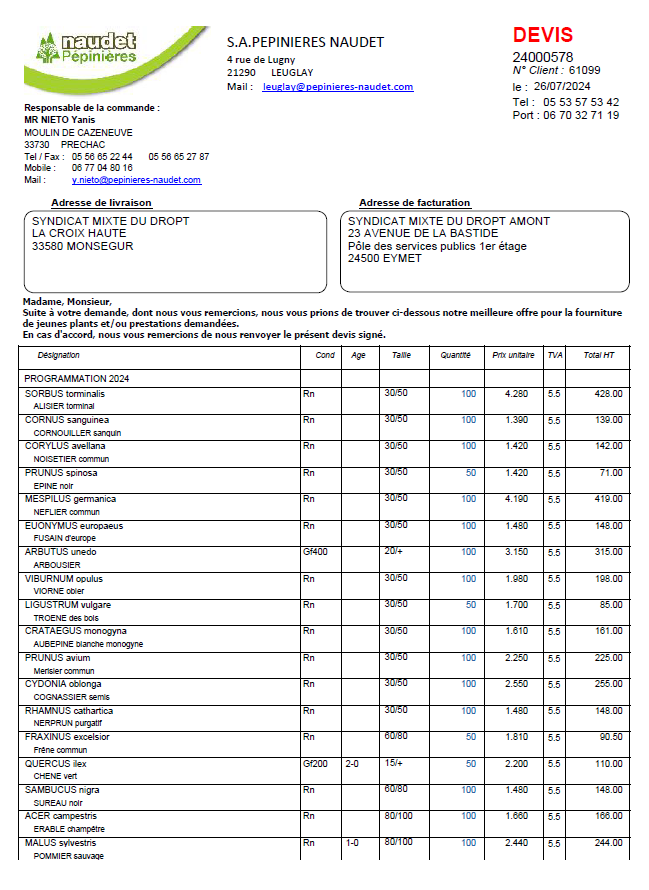 naudet
Pépinières
S.A.PEPINIERES NAUDET
4 rue de Lugny
21290 LEUGLAY
Mail : leuglay@pepinieres-naudet.com
DEVIS
24000578
N° Client : 61099
le : 26/07/2024
Tel : 05 53 57 53 42
Port : 06 70 32 71 19
Responsable de la commande :
MR NIETO Yanis
MOULIN DE CAZENEUVE
33730 PRECHAC
Tel / Fax : 05 56 65 22 44 05 56 65 27 87
Mobile : 06 77 04 80 16
Mail : y.nieto@pepinieres-naudet.com
Adresse de livraison
SYNDICAT MIXTE DU DROPT
LA CROIX HAUTE
33580 MONSEGUR
Adresse de facturation
SYNDICAT MIXTE DU DROPT AMONT
23 AVENUE DE LA BASTIDE
Pôle des services publics 1er étage
24500 EYMET
Madame, Monsieur,
Suite à votre demande, dont nous vous remercions, nous vous prions de trouver ci-dessous notre meilleure offre pour la fourniture
de jeunes plants et/ou prestations demandées.
En cas d'accord, nous vous remercions de nous renvoyer le présent devis signé.
Désignation Cond Age Taille Quantité Prix unitaire TVA Total HT
PROGRAMMATION 2024
SORBUS torminalis Rn 30/50 100 4.280 5.5 428.00
ALISIER torminal
CORNUS sanguinea Rn 30/50 100 1.390 5.5 139.00
CORNOUILLER sanguin
CORYLUS avellana Rn 30/50 100 1.420 5.5 142.00
NOISETIER commun
PRUNUS spinosa Rn 30/50 50 1.420 5.5 71.00
EPINE noir
MESPILUS germanica Rn 30/50 100 4.190 5.5 419.00
NEFLIER commun
EUONYMUS europaeus Rn 30/50 100 1.480 5.5 148.00
FUSAIN d'europe
ARBUTUS unedo Gf400 20/+ 100 3.150 5.5 315.00
ARBOUSIER
VIBURNUM opulus Rn 30/50 100 1.980 5.5 198.00
VIORNE obier
LIGUSTRUM vulgare Rn 30/50 50 1.700 5.5 85.00
TROENE des bois
CRATAEGUS monogyna Rn 30/50 100 1.610 5.5 161.00
AUBEPINE blanche monogyne
PRUNUS avium Rn 30/50 100 2.250 5.5 225.00
Merisier commun
CYDONIA oblonga Rn 30/50 100 2.550 5.5 255.00
COGNASSIER semis
RHAMNUS cathartica Rn 30/50 100 1.480 5.5 148.00
NERPRUN purgatif
FRAXINUS excelsior Rn 60/80 50 1.810 5.5 90.50
Frêne commun
QUERCUS ilex Gf200 2-0 15/+ 50 2.200 5.5 110.00
CHENE vert
SAMBUCUS nigra Rn 60/80 100 1.480 5.5 148.00
SUREAU noir
ACER campestris Rn 80/100 100 1.660 5.5 166.00
ERABLE champêtre
MALUS sylvestris Rn 1-0 80/100 100 2.440 5.5 244.00
POMMIER sauvage